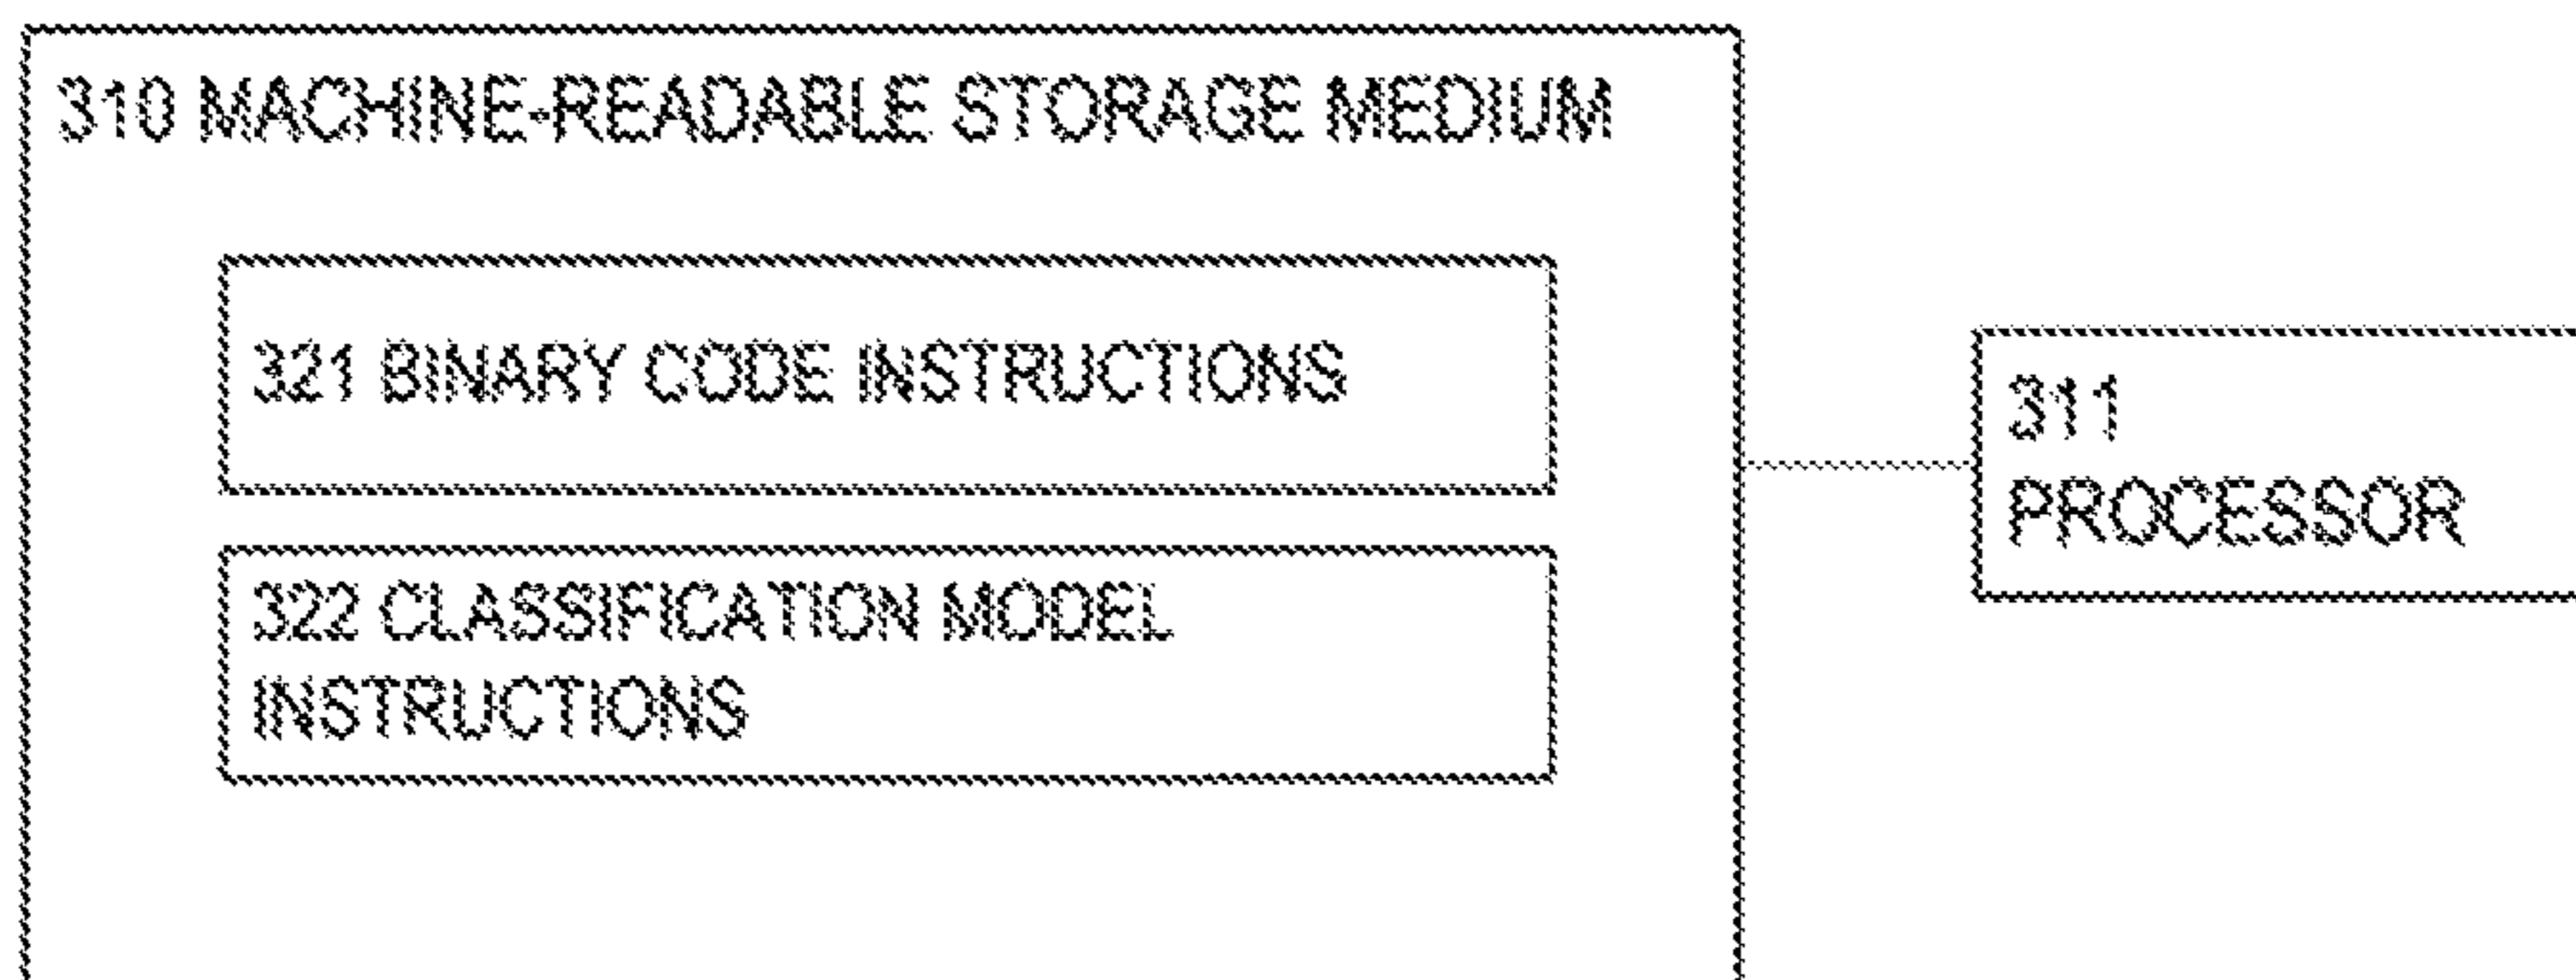 310 MACHINE-READABLE STORAGE MEDIUM
321 BINARY CODE INSTRUCTIONS
322 CLASSIFICATION MODEL
INSTRUCTIONS
311
PROCESSOR